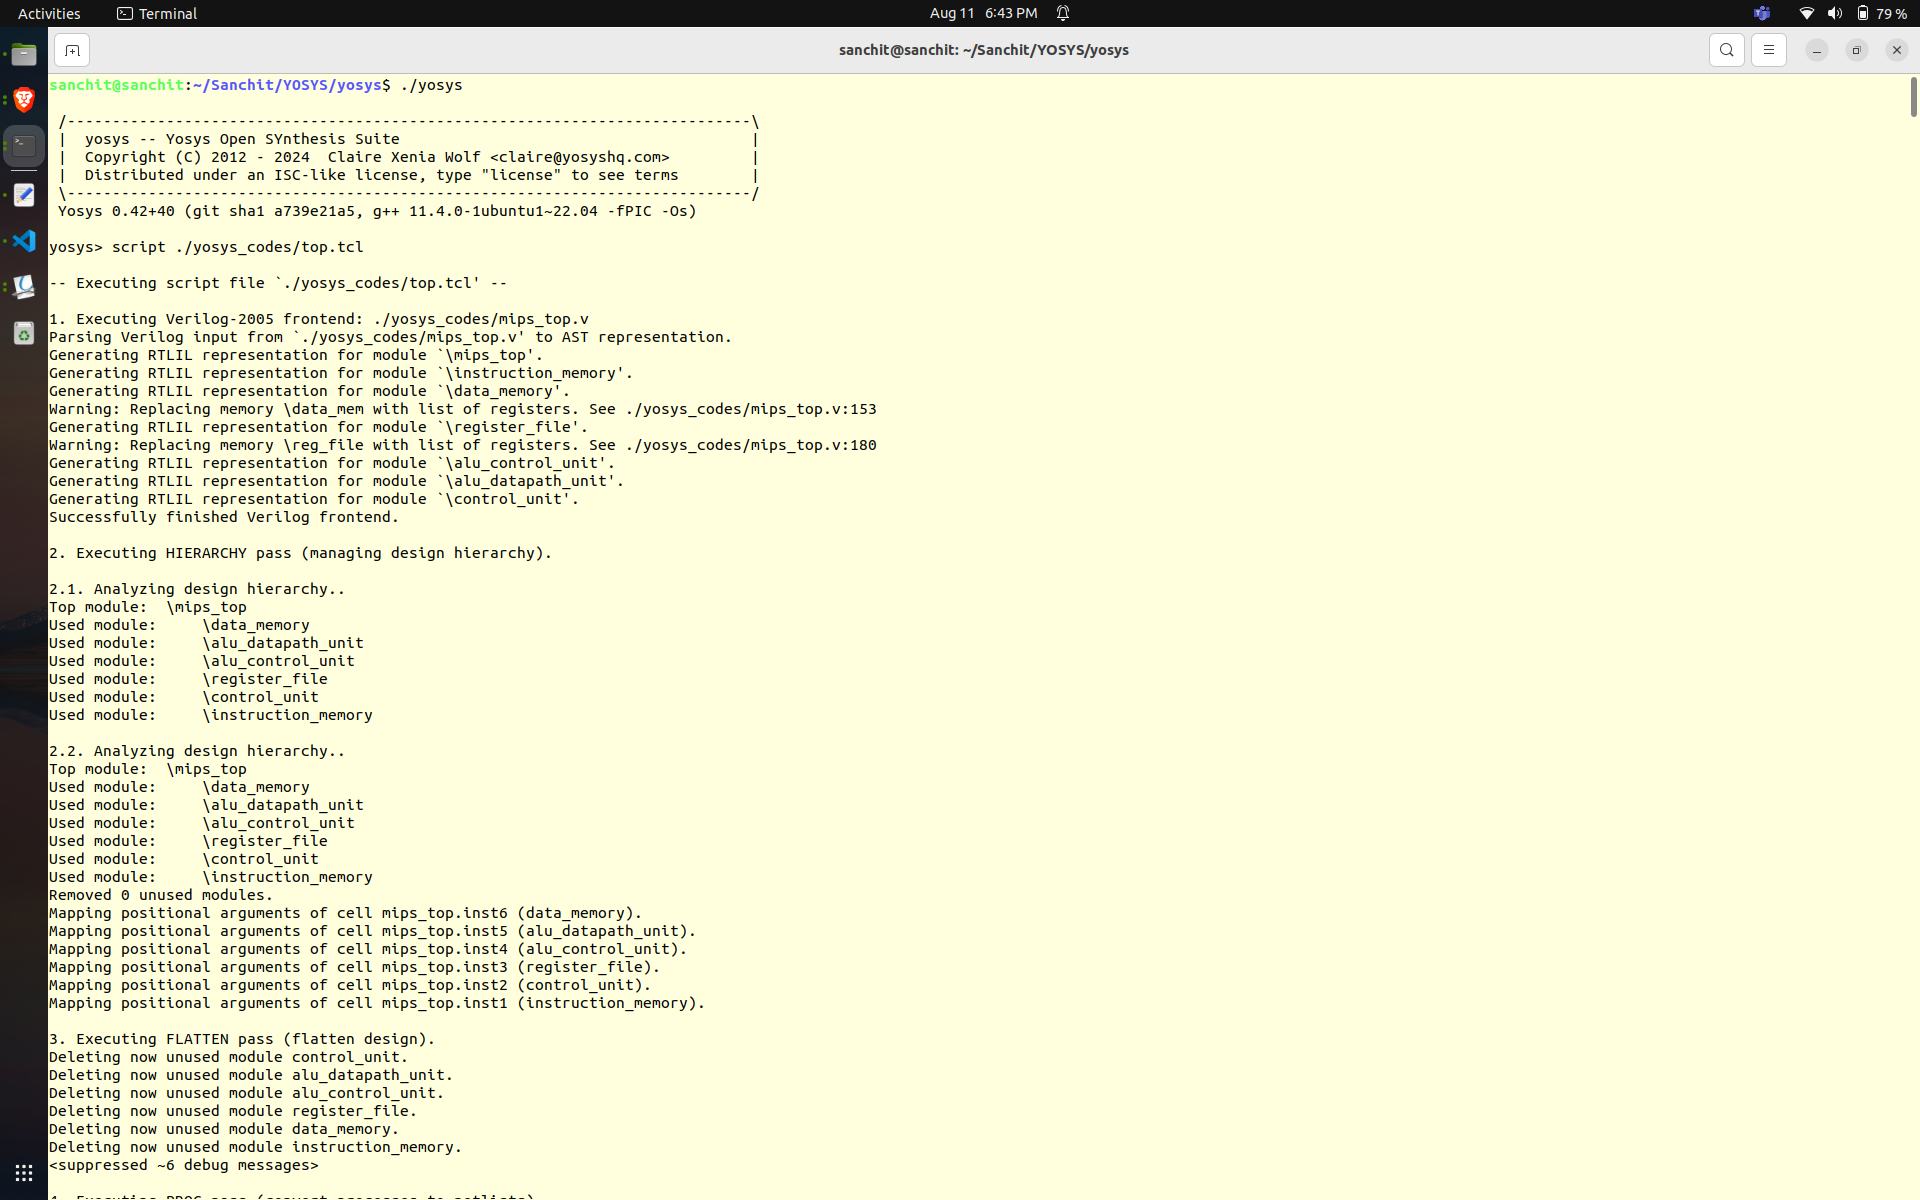 Activities
Terminal
Aug 11 6:43 PM
79 %
sanchit@sanchit: ~/Sanchit/YOSYS/yosys
sanchit@sanchit:~/Sanchit/YOSYS/yosys$ ./yosys
/----------------------------------------------------------------------------\
| yosys -- Yosys Open SYnthesis Suite |
| Copyright (C) 2012 - 2024 Claire Xenia Wolf <claire@yosyshq.com> |
| Distributed under an ISC-like license, type "license" to see terms |
\----------------------------------------------------------------------------/
Yosys 0.42+40 (git sha1 a739e21a5, g++ 11.4.0-1ubuntu1~22.04 -fPIC -Os)
yosys> script ./yosys_codes/top.tcl
-- Executing script file `./yosys_codes/top.tcl' --
1. Executing Verilog-2005 frontend: ./yosys_codes/mips_top.v
Parsing Verilog input from `./yosys_codes/mips_top.v' to AST representation.
Generating RTLIL representation for module `\mips_top'.
Generating RTLIL representation for module `\instruction_memory'.
Generating RTLIL representation for module `\data_memory'.
Warning: Replacing memory \data_mem with list of registers. See ./yosys_codes/mips_top.v:153
Generating RTLIL representation for module `\register_file'.
Warning: Replacing memory \reg_file with list of registers. See ./yosys_codes/mips_top.v:180
Generating RTLIL representation for module `\alu_control_unit'.
Generating RTLIL representation for module `\alu_datapath_unit'.
Generating RTLIL representation for module `\control_unit'.
Successfully finished Verilog frontend.
2. Executing HIERARCHY pass (managing design hierarchy).
2.1. Analyzing design hierarchy..
Top module: \mips_top
Used module: \data_memory
Used module: \alu_datapath_unit
Used module: \alu_control_unit
Used module: \register_file
Used module: \control_unit
Used module: \instruction_memory
2.2. Analyzing design hierarchy..
Top module: \mips_top
Used module: \data_memory
Used module: \alu_datapath_unit
Used module: \alu_control_unit
Used module: \register_file
Used module: \control_unit
Used module: \instruction_memory
Removed 0 unused modules.
Mapping positional arguments of cell mips_top.inst6 (data_memory).
Mapping positional arguments of cell mips_top.inst5 (alu_datapath_unit).
Mapping positional arguments of cell mips_top.inst4 (alu_control_unit).
Mapping positional arguments of cell mips_top.inst3 (register_file).
Mapping positional arguments of cell mips_top.inst2 (control_unit).
Mapping positional arguments of cell mips_top.inst1 (instruction_memory).
3. Executing FLATTEN pass (flatten design).
Deleting now unused module control_unit.
Deleting now unused module alu_datapath_unit.
Deleting now unused module alu_control_unit.
Deleting now unused module register_file.
Deleting now unused module data_memory.
Deleting now unused module instruction_memory.
<suppressed ~6 debug messages>
4. Executing PROC pass (convert processes to netlists).